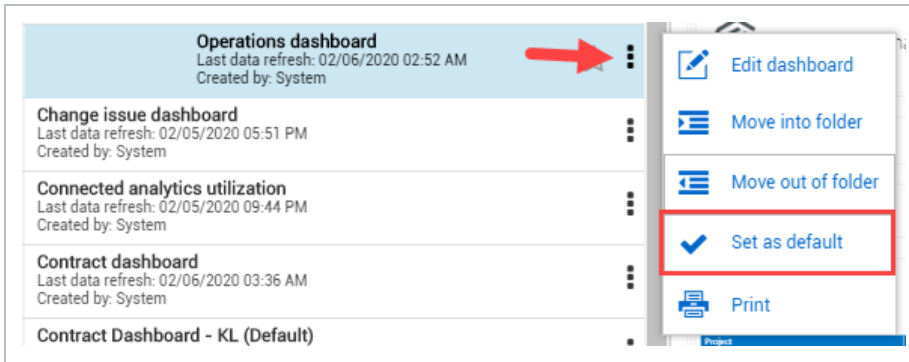 Operations dashboard
Last data refresh: 02/06/2020 02:52 AM
Created by: System
Change issue dashboard
Last data refresh: 02/05/2020 05:51 PM
Created by: System
Connected analytics utilization
Last data refresh: 02/05/2020 09:44 PM
Created by: System
Contract dashboard
Last data refresh: 02/06/2020 03:36 AM
Created by: System
Contract Dashboard - KL (Default)
Edit dashboard
Move into folder
Move out of folder
Set as default
Print
Project